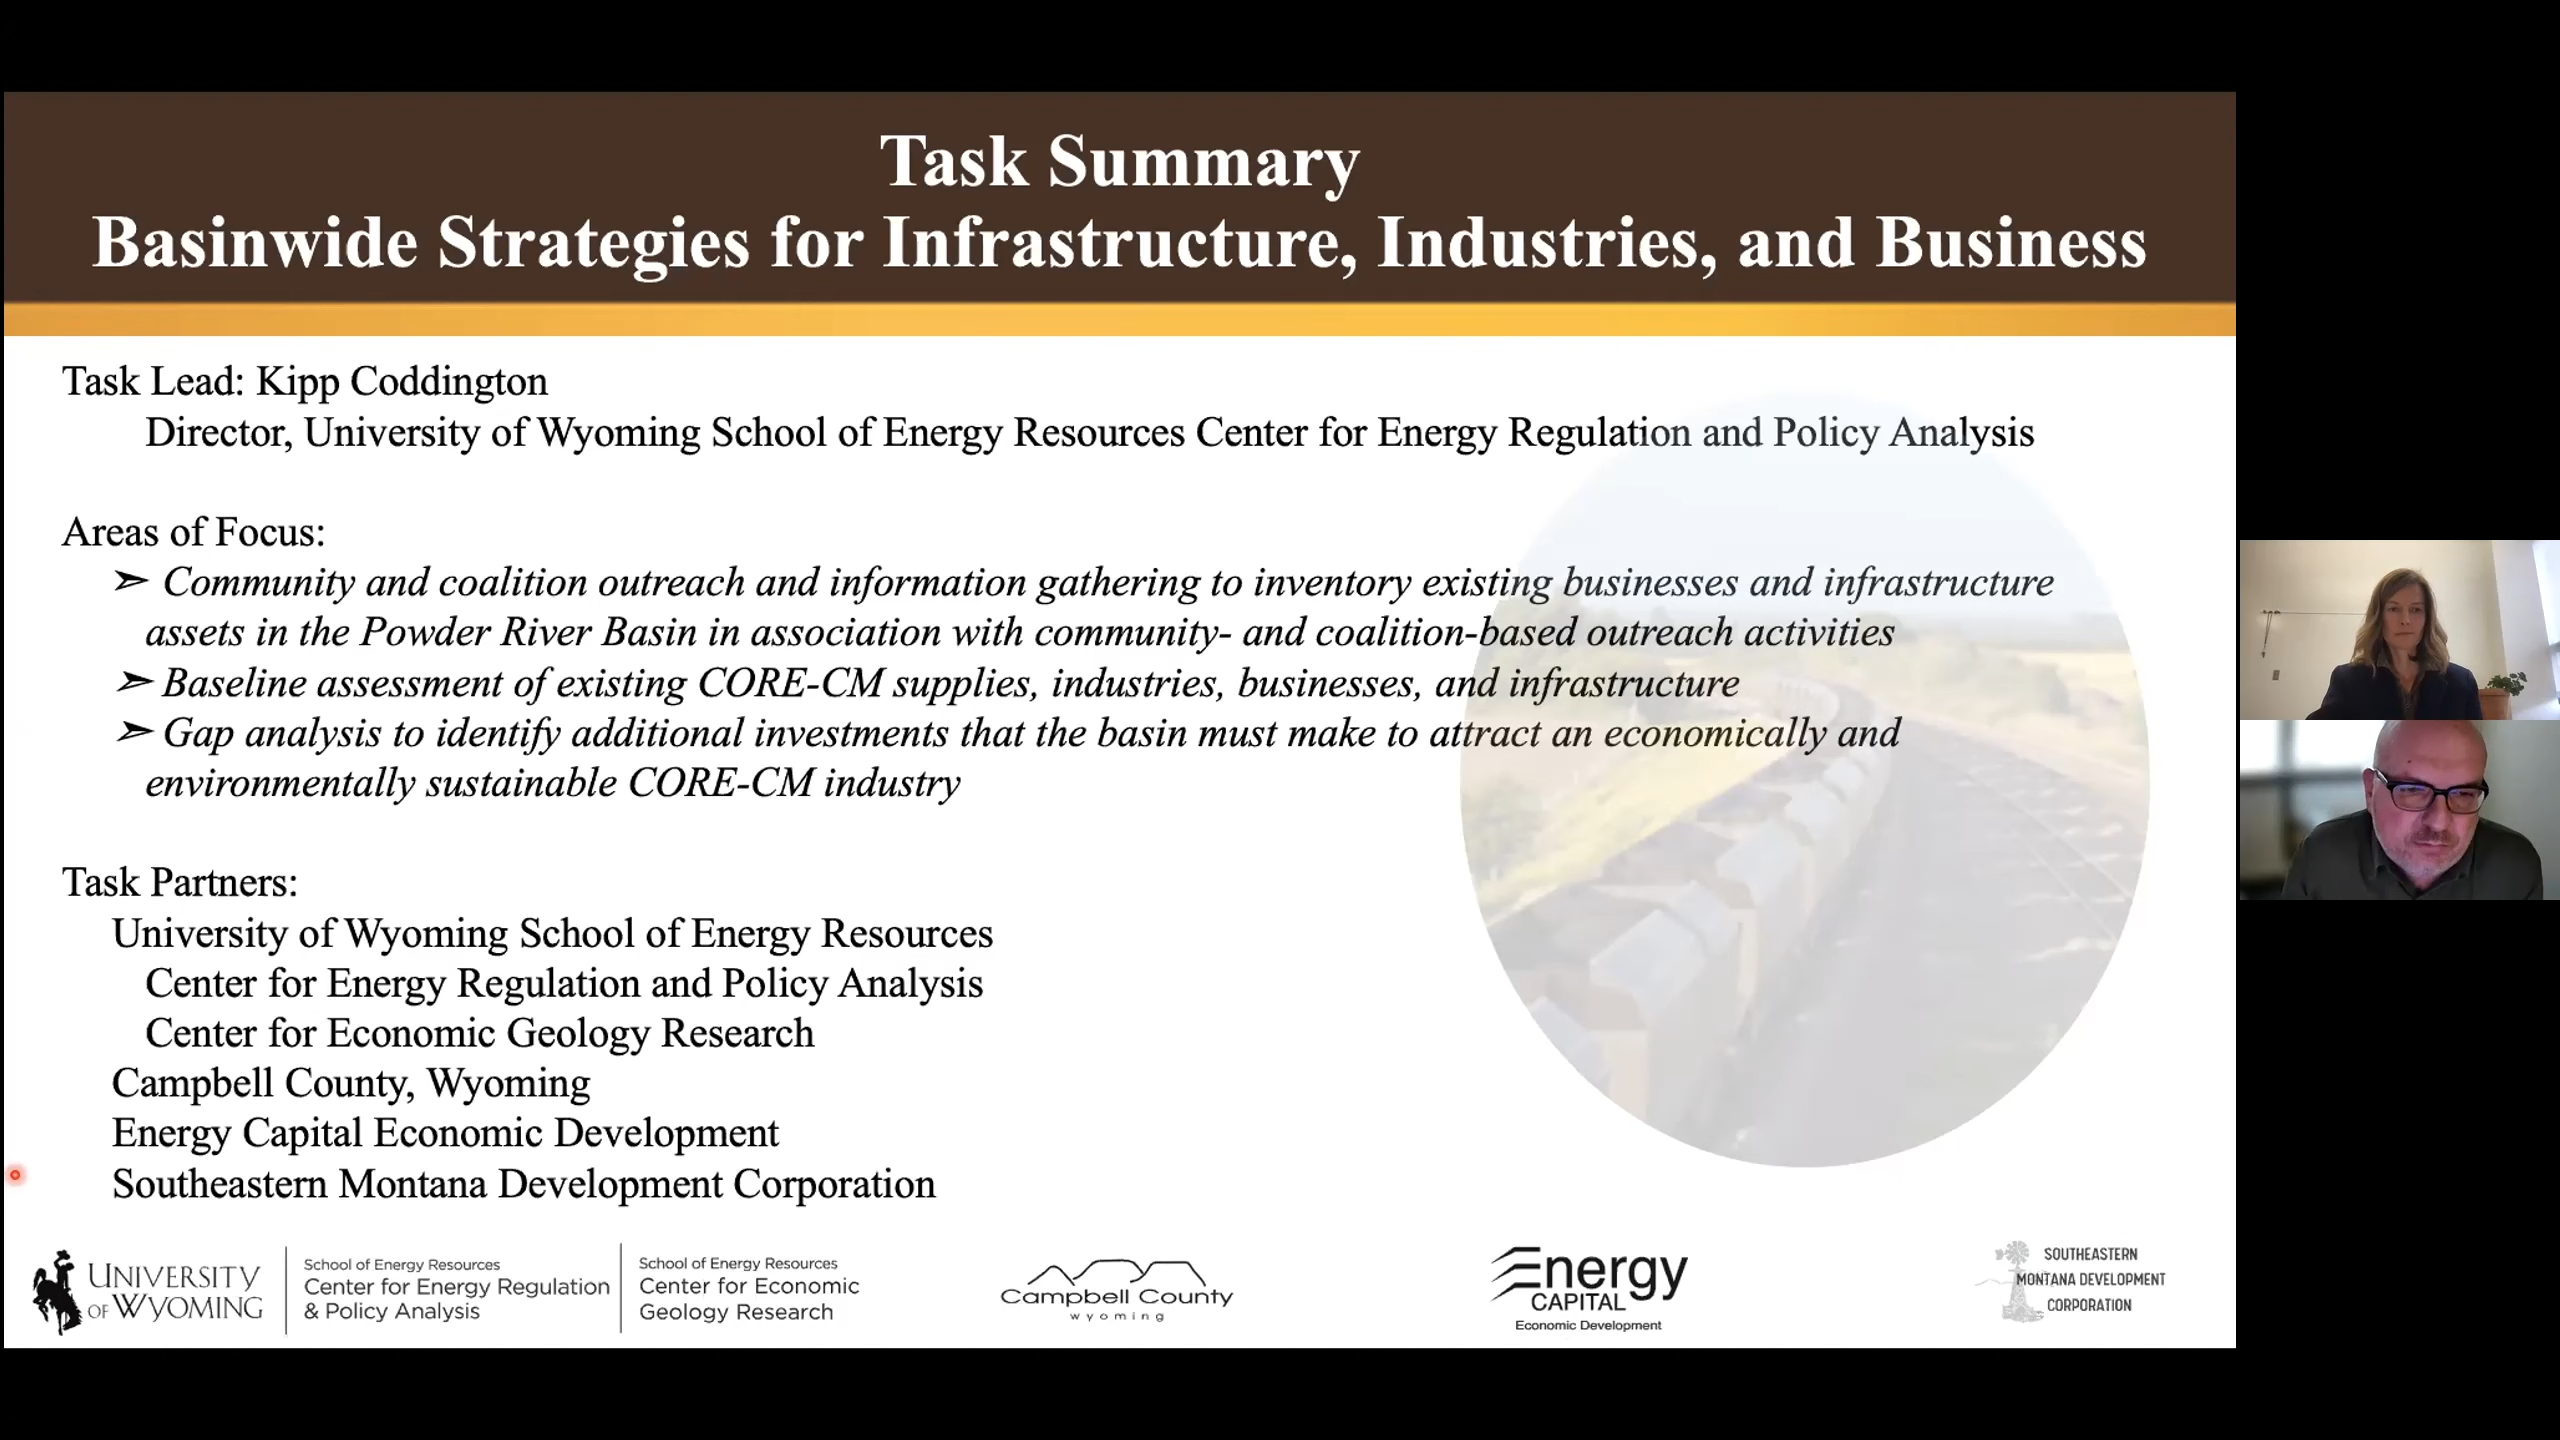 Task Summary
Basinwide Strategies for Infrastructure, Industries, and Business
Task Lead: Kipp Coddington
Director, University of Wyoming School of Energy Resources Center for Energy Regulation and Policy Analysis
Areas of Focus:
➢ Community and coalition outreach and information gathering to inventory existing businesses and infrastructure
assets in the Powder River Basin in association with community- and coalition-based outreach activities
➢ Baseline assessment of existing CORE-CM supplies, industries, businesses, and infrastructure
➢ Gap analysis to identify additional investments that the basin must make to attract an economically and
environmentally sustainable CORE-CM industry
Task Partners:
University of Wyoming School of Energy Resources
Center for Energy Regulation and Policy Analysis
Center for Economic Geology Research
Campbell County, Wyoming
Energy Capital Economic Development
Southeastern Montana Development Corporation
UNIVERSITY
OF WYOMING
School of Energy Resources
Center for Energy Regulation
& Policy Analysis
School of Energy Resources
Center for Economic
Geology Research
Campbell County
wyoming
Energy
CAPITAL
Economic Development
SOUTHEASTERN
MONTANA DEVELOPMENT
CORPORATION